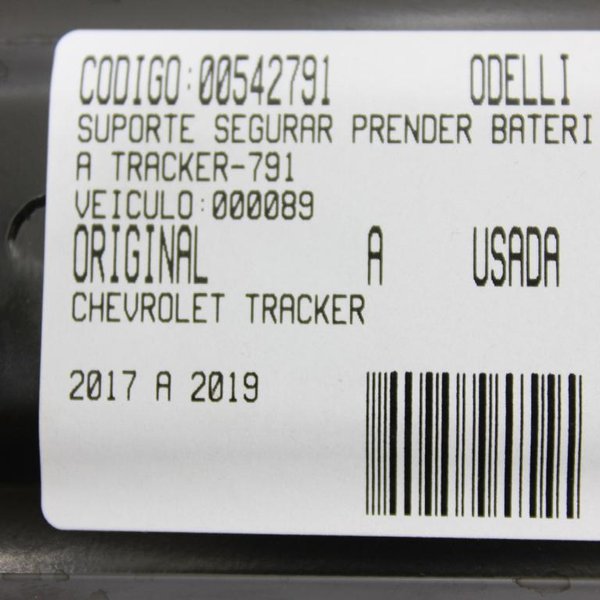 CODIGO:00542791 ODELLI
SUPORTE SEGURAR PRENDER BATERI
A TRACKER-791
VEICULO:000089
ORIGINAL A USADA
CHEVROLET TRACKER
2017 A 2019